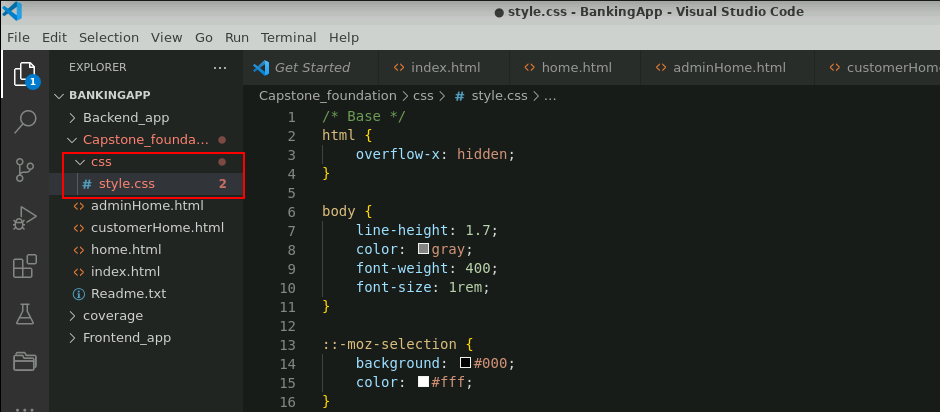 ● style.css - BankingApp - Visual Studio Code
File Edit Selection View Go Run Terminal Help
EXPLORER ...
Get Started index.html home.html adminHome.html customerHome
1
BANKINGAPP
Backend_app
Capstone_founda...
css
style.css 2
adminHome.html
customerHome.html
home.html
index.html
Readme.txt
coverage
Frontend_app
Capstone_foundation > css > # style.css > ...
1 /* Base */
2 html {
3 overflow-x: hidden;
4 }
5
6 body {
7 line-height: 1.7;
8 color: gray;
9 font-weight: 400;
10 font-size: 1rem;
11 }
12
13 ::-moz-selection {
14 background: #000;
15 color: #fff;
16 }